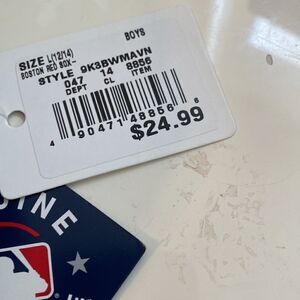 BOYS
SIZE L(12/14)
BOSTON RED SOX-
STYLE 9K3BWMAVN
047 14 8856
DEPT CL ITEM
4 90471 48856 6
$24.99